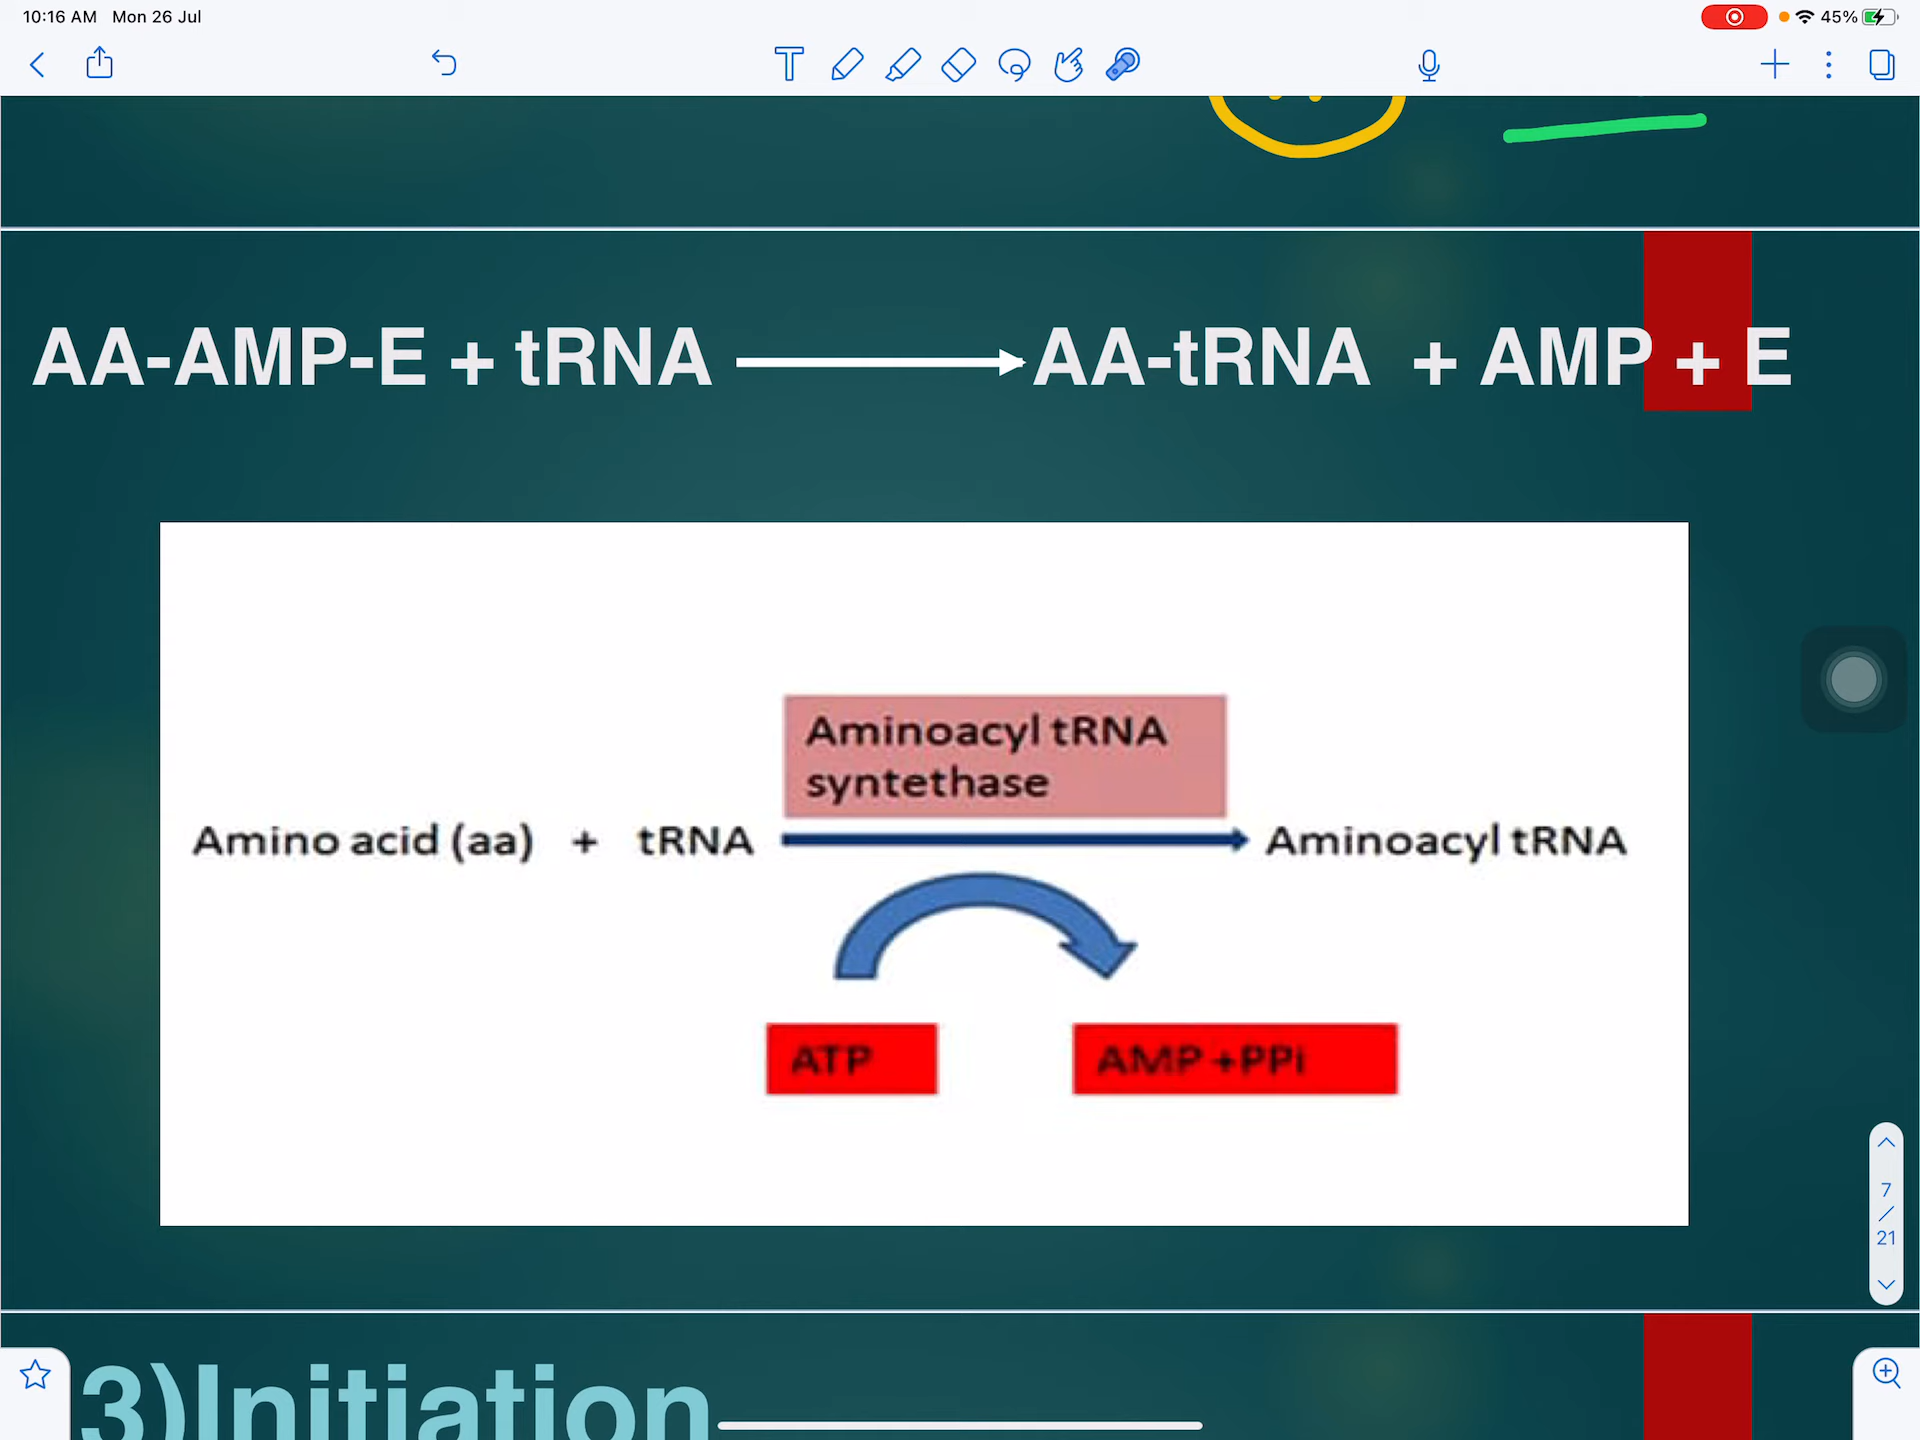 10:16 AM Mon 26 Jul
45%
AA-AMP-E + tRNA AA-tRNA + AMP + E
Aminoacyl tRNA
syntethase
Amino acid (aa) + tRNA Aminoacyl tRNA
ATP AMP +PPi
7
/
21
3)Initiation